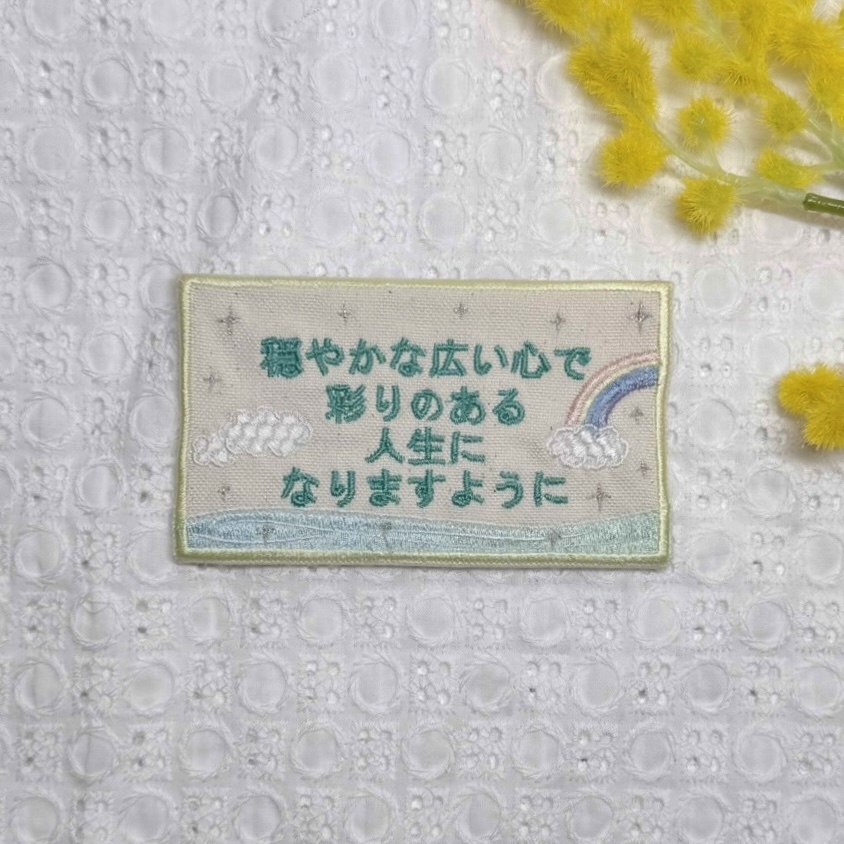 穏やかな広い心で
彩りのある
人生に
なりますように